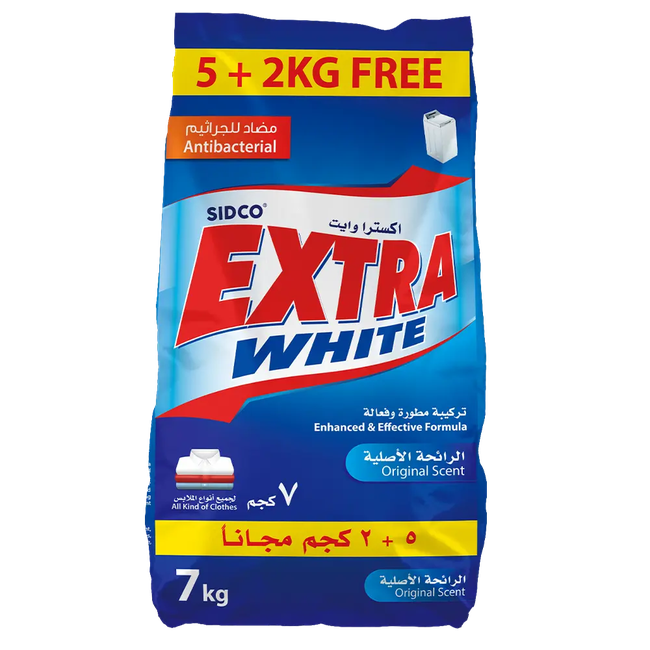 5 + 2KG FREE
مضاد للجراثيم
Antibacterial
SIDCO®
اكسترا وايت
EXTRA
WHITE
تركيبة مطورة وفعالة
Enhanced & Effective Formula
الرائحة الأصلية
Original Scent
لجميع أنواع الملابس
All Kind of Clothes
٧ كجم
٥ + ٢ كجم مجاناً
7 kg
الرائحة الأصلية
Original Scent